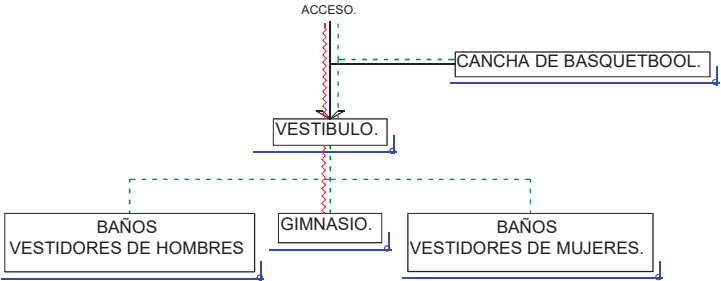 ACCESO.
CANCHA DE BASQUETBOOL.
VESTIBULO.
BAÑOS
VESTIDORES DE HOMBRES
GIMNASIO.
BAÑOS
VESTIDORES DE MUJERES.